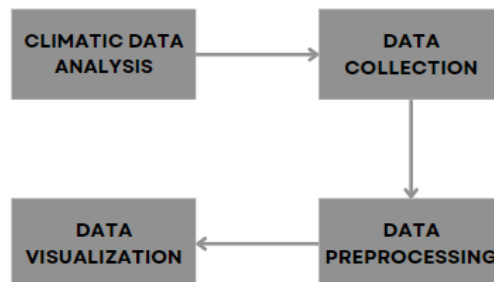 CLIMATIC DATA
ANALYSIS
DATA
COLLECTION
DATA
PREPROCESSING
DATA
VISUALIZATION